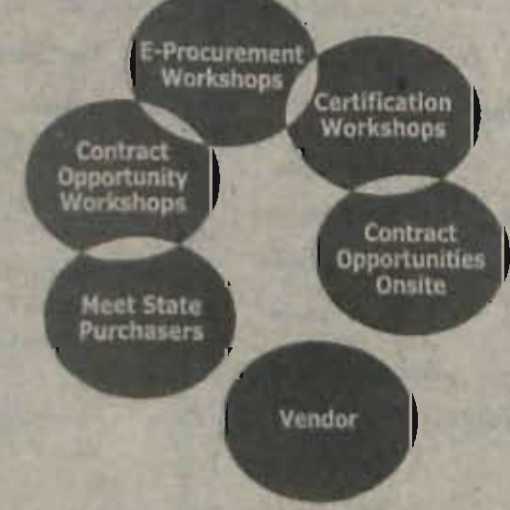 E-Procurement
Workshops
Certification
Workshops
Contract
Opportunity
Workshops
Contract
Opportunities
Onsite
Meet State
Purchasers
Vendor